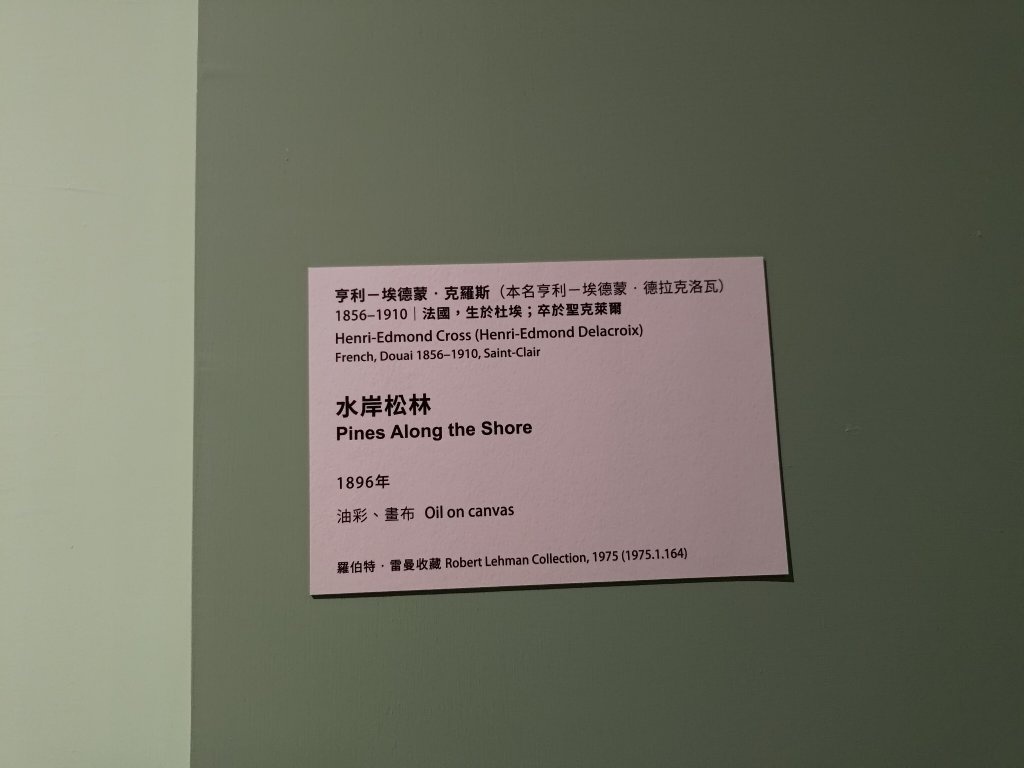 亨利－埃德蒙．克羅斯（本名亨利－埃德蒙．德拉克洛瓦）
1856–1910｜法國，生於杜埃；卒於聖克萊爾
Henri-Edmond Cross (Henri-Edmond Delacroix)
French, Douai 1856–1910, Saint-Clair
水岸松林
Pines Along the Shore
1896年
油彩、畫布 Oil on canvas
羅伯特．雷曼收藏 Robert Lehman Collection, 1975 (1975.1.164)